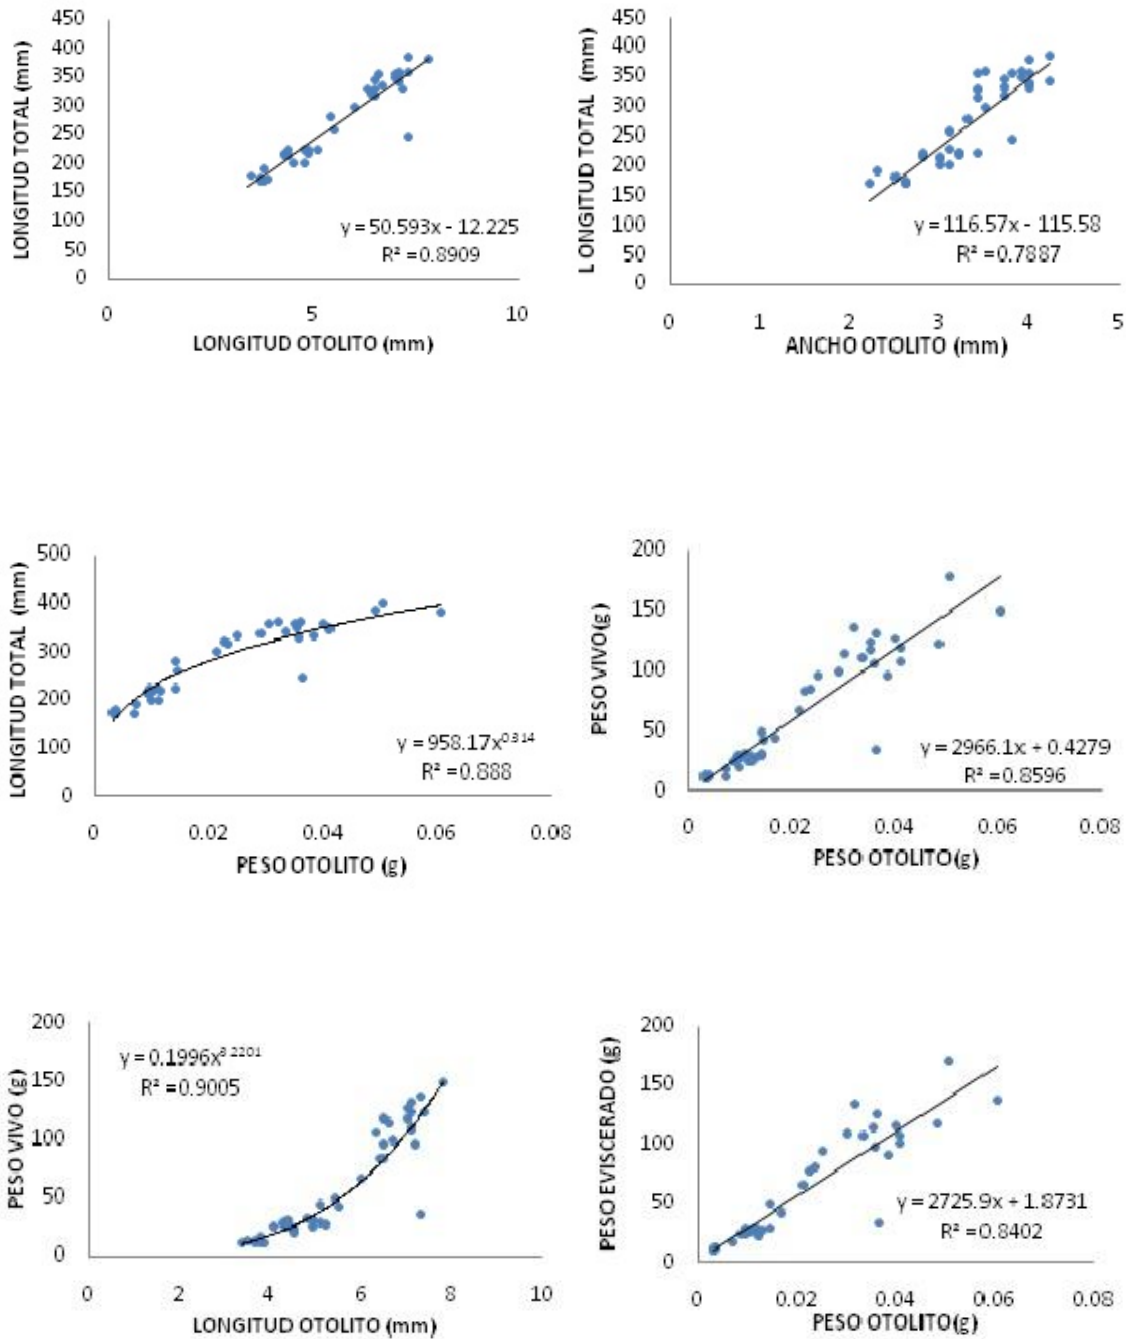 450
400
350
300
250
200
150
100
50
0
LONGITUD TOTAL (mm)
y = 50.593x - 12.225
R² = 0.8909
0 5 10
LONGITUD OTOLITO (mm)
450
400
350
300
250
200
150
100
50
0
LONGITUD TOTAL (mm)
y = 116.57x - 115.58
R² = 0.7887
0 1 2 3 4 5
ANCHO OTOLITO (mm)
500
400
300
200
100
0
LONGITUD TOTAL (mm)
y = 958.17x^0.314
R² = 0.888
0 0.02 0.04 0.06 0.08
PESO OTOLITO (g)
200
150
100
50
0
PESO VIVO (g)
y = 2966.1x + 0.4279
R² = 0.8596
0 0.02 0.04 0.06 0.08
PESO OTOLITO (g)
200
150
100
50
0
PESO VIVO (g)
y = 0.1996x^3.2201
R² = 0.9005
0 2 4 6 8 10
LONGITUD OTOLITO (mm)
200
150
100
50
0
PESO EVISCERADO (g)
y = 2725.9x + 1.8731
R² = 0.8402
0 0.02 0.04 0.06 0.08
PESO OTOLITO (g)